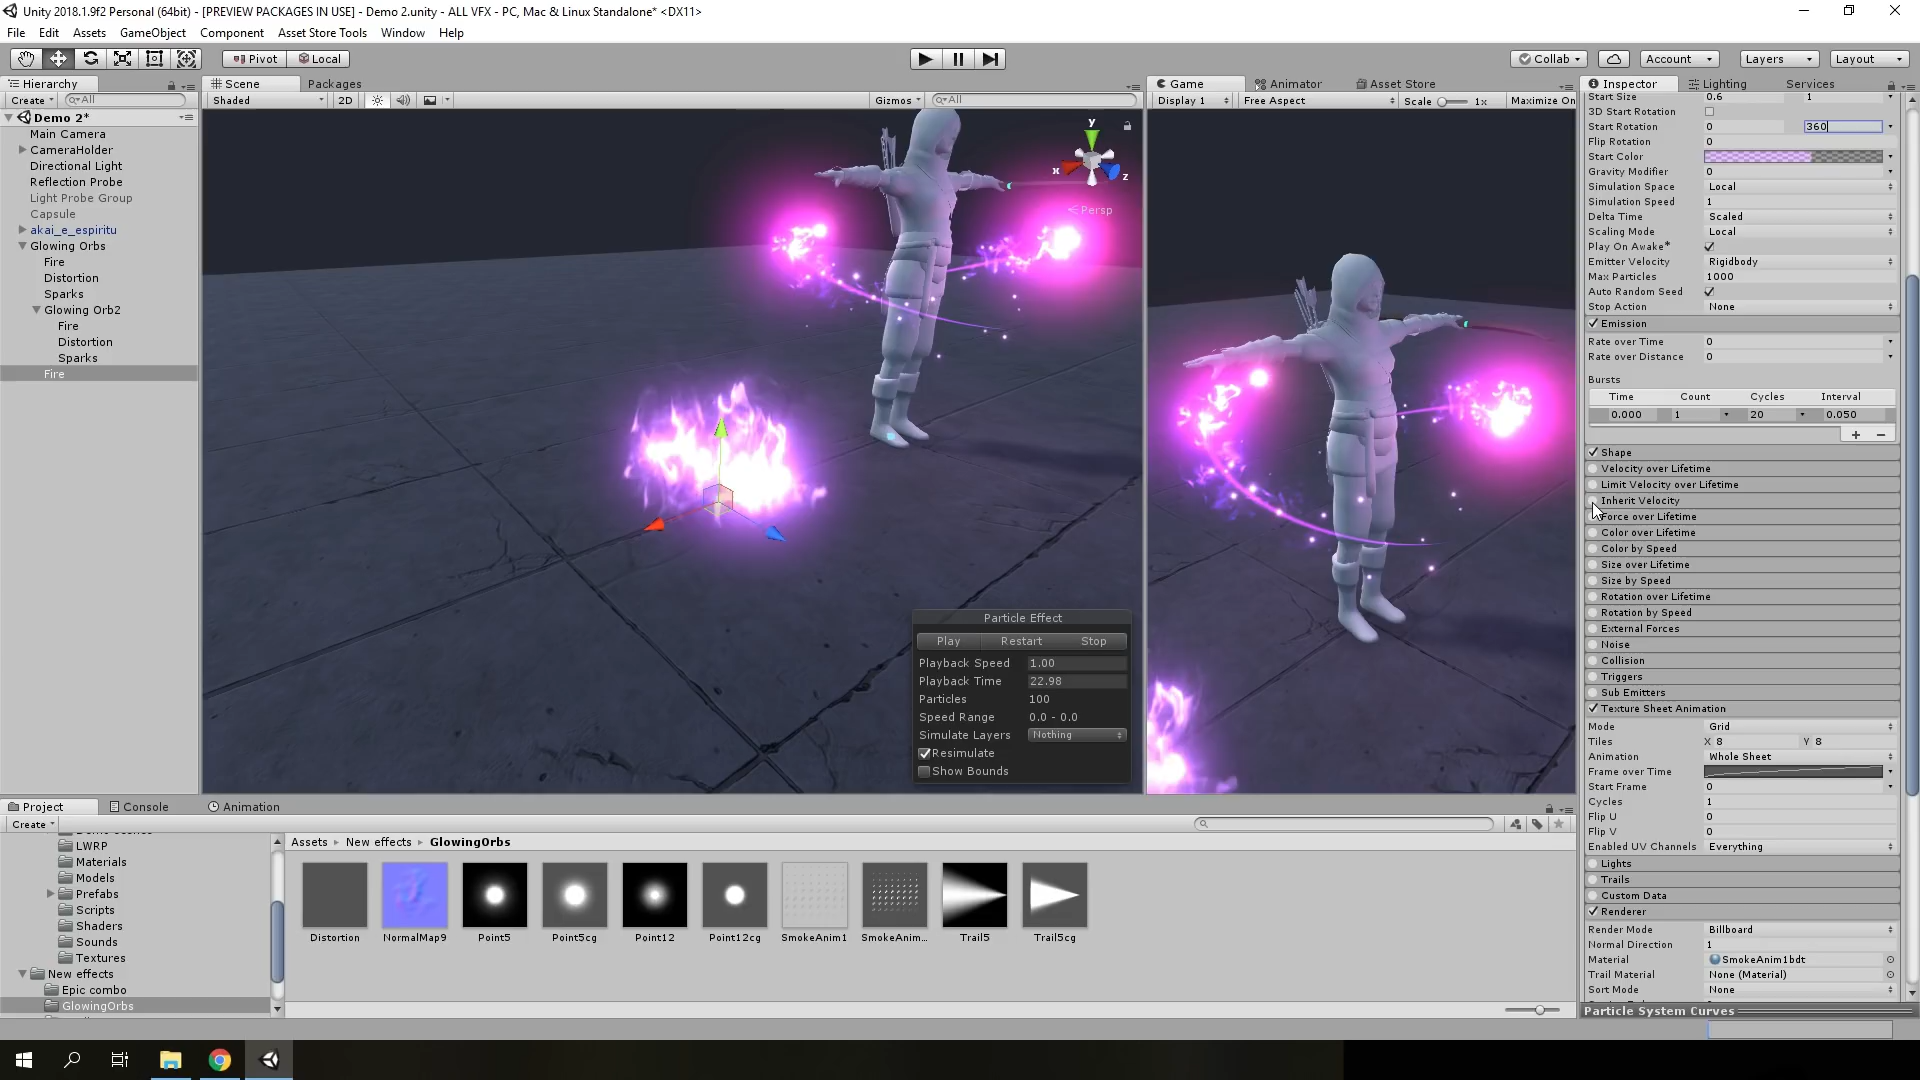 Unity 2018.1.9f2 Personal (64bit) - [PREVIEW PACKAGES IN USE] - Demo 2.unity - ALL VFX - PC, Mac & Linux Standalone* <DX11>
File Edit Assets GameObject Component Asset Store Tools Window Help
Pivot Local Collab Account Layers Layout
Hierarchy
Create All
Demo 2*
Main Camera
CameraHolder
Directional Light
Reflection Probe
Light Probe Group
Capsule
akai_e_espiritu
Glowing Orbs
Fire
Distortion
Sparks
Glowing Orb2
Fire
Distortion
Sparks
Fire
Scene Packages
Shaded 2D Gizmos All
y
x
z
Persp
Particle Effect
Play Restart Stop
Playback Speed 1.00
Playback Time 22.98
Particles 100
Speed Range 0.0 - 0.0
Simulate Layers Nothing
Resimulate
Show Bounds
Game Animator Asset Store
Display 1 Free Aspect Scale 1x Maximize On
Inspector Lighting Services
Start Size 0.6 1
3D Start Rotation
Start Rotation 0 360
Flip Rotation 0
Start Color
Gravity Modifier 0
Simulation Space Local
Simulation Speed 1
Delta Time Scaled
Scaling Mode Local
Play On Awake*
Emitter Velocity Rigidbody
Max Particles 1000
Auto Random Seed
Stop Action None
Emission
Rate over Time 0
Rate over Distance 0
Bursts
Time Count Cycles Interval
0.000 1 20 0.050
+ -
Shape
Velocity over Lifetime
Limit Velocity over Lifetime
Inherit Velocity
Force over Lifetime
Color over Lifetime
Color by Speed
Size over Lifetime
Size by Speed
Rotation over Lifetime
Rotation by Speed
External Forces
Noise
Collision
Triggers
Sub Emitters
Texture Sheet Animation
Mode Grid
Tiles X 8 Y 8
Animation Whole Sheet
Frame over Time
Start Frame 0
Cycles 1
Flip U 0
Flip V 0
Enabled UV Channels Everything
Lights
Trails
Custom Data
Renderer
Render Mode Billboard
Normal Direction 1
Material SmokeAnim1bdt
Trail Material None (Material)
Sort Mode None
Particle System Curves
Project Console Animation
Create
LWRP
Materials
Models
Prefabs
Scripts
Shaders
Sounds
Textures
New effects
Epic combo
GlowingOrbs
Assets New effects GlowingOrbs
Distortion NormalMap9 Point5 Point5cg Point12 Point12cg SmokeAnim1 SmokeAnim... Trail5 Trail5cg